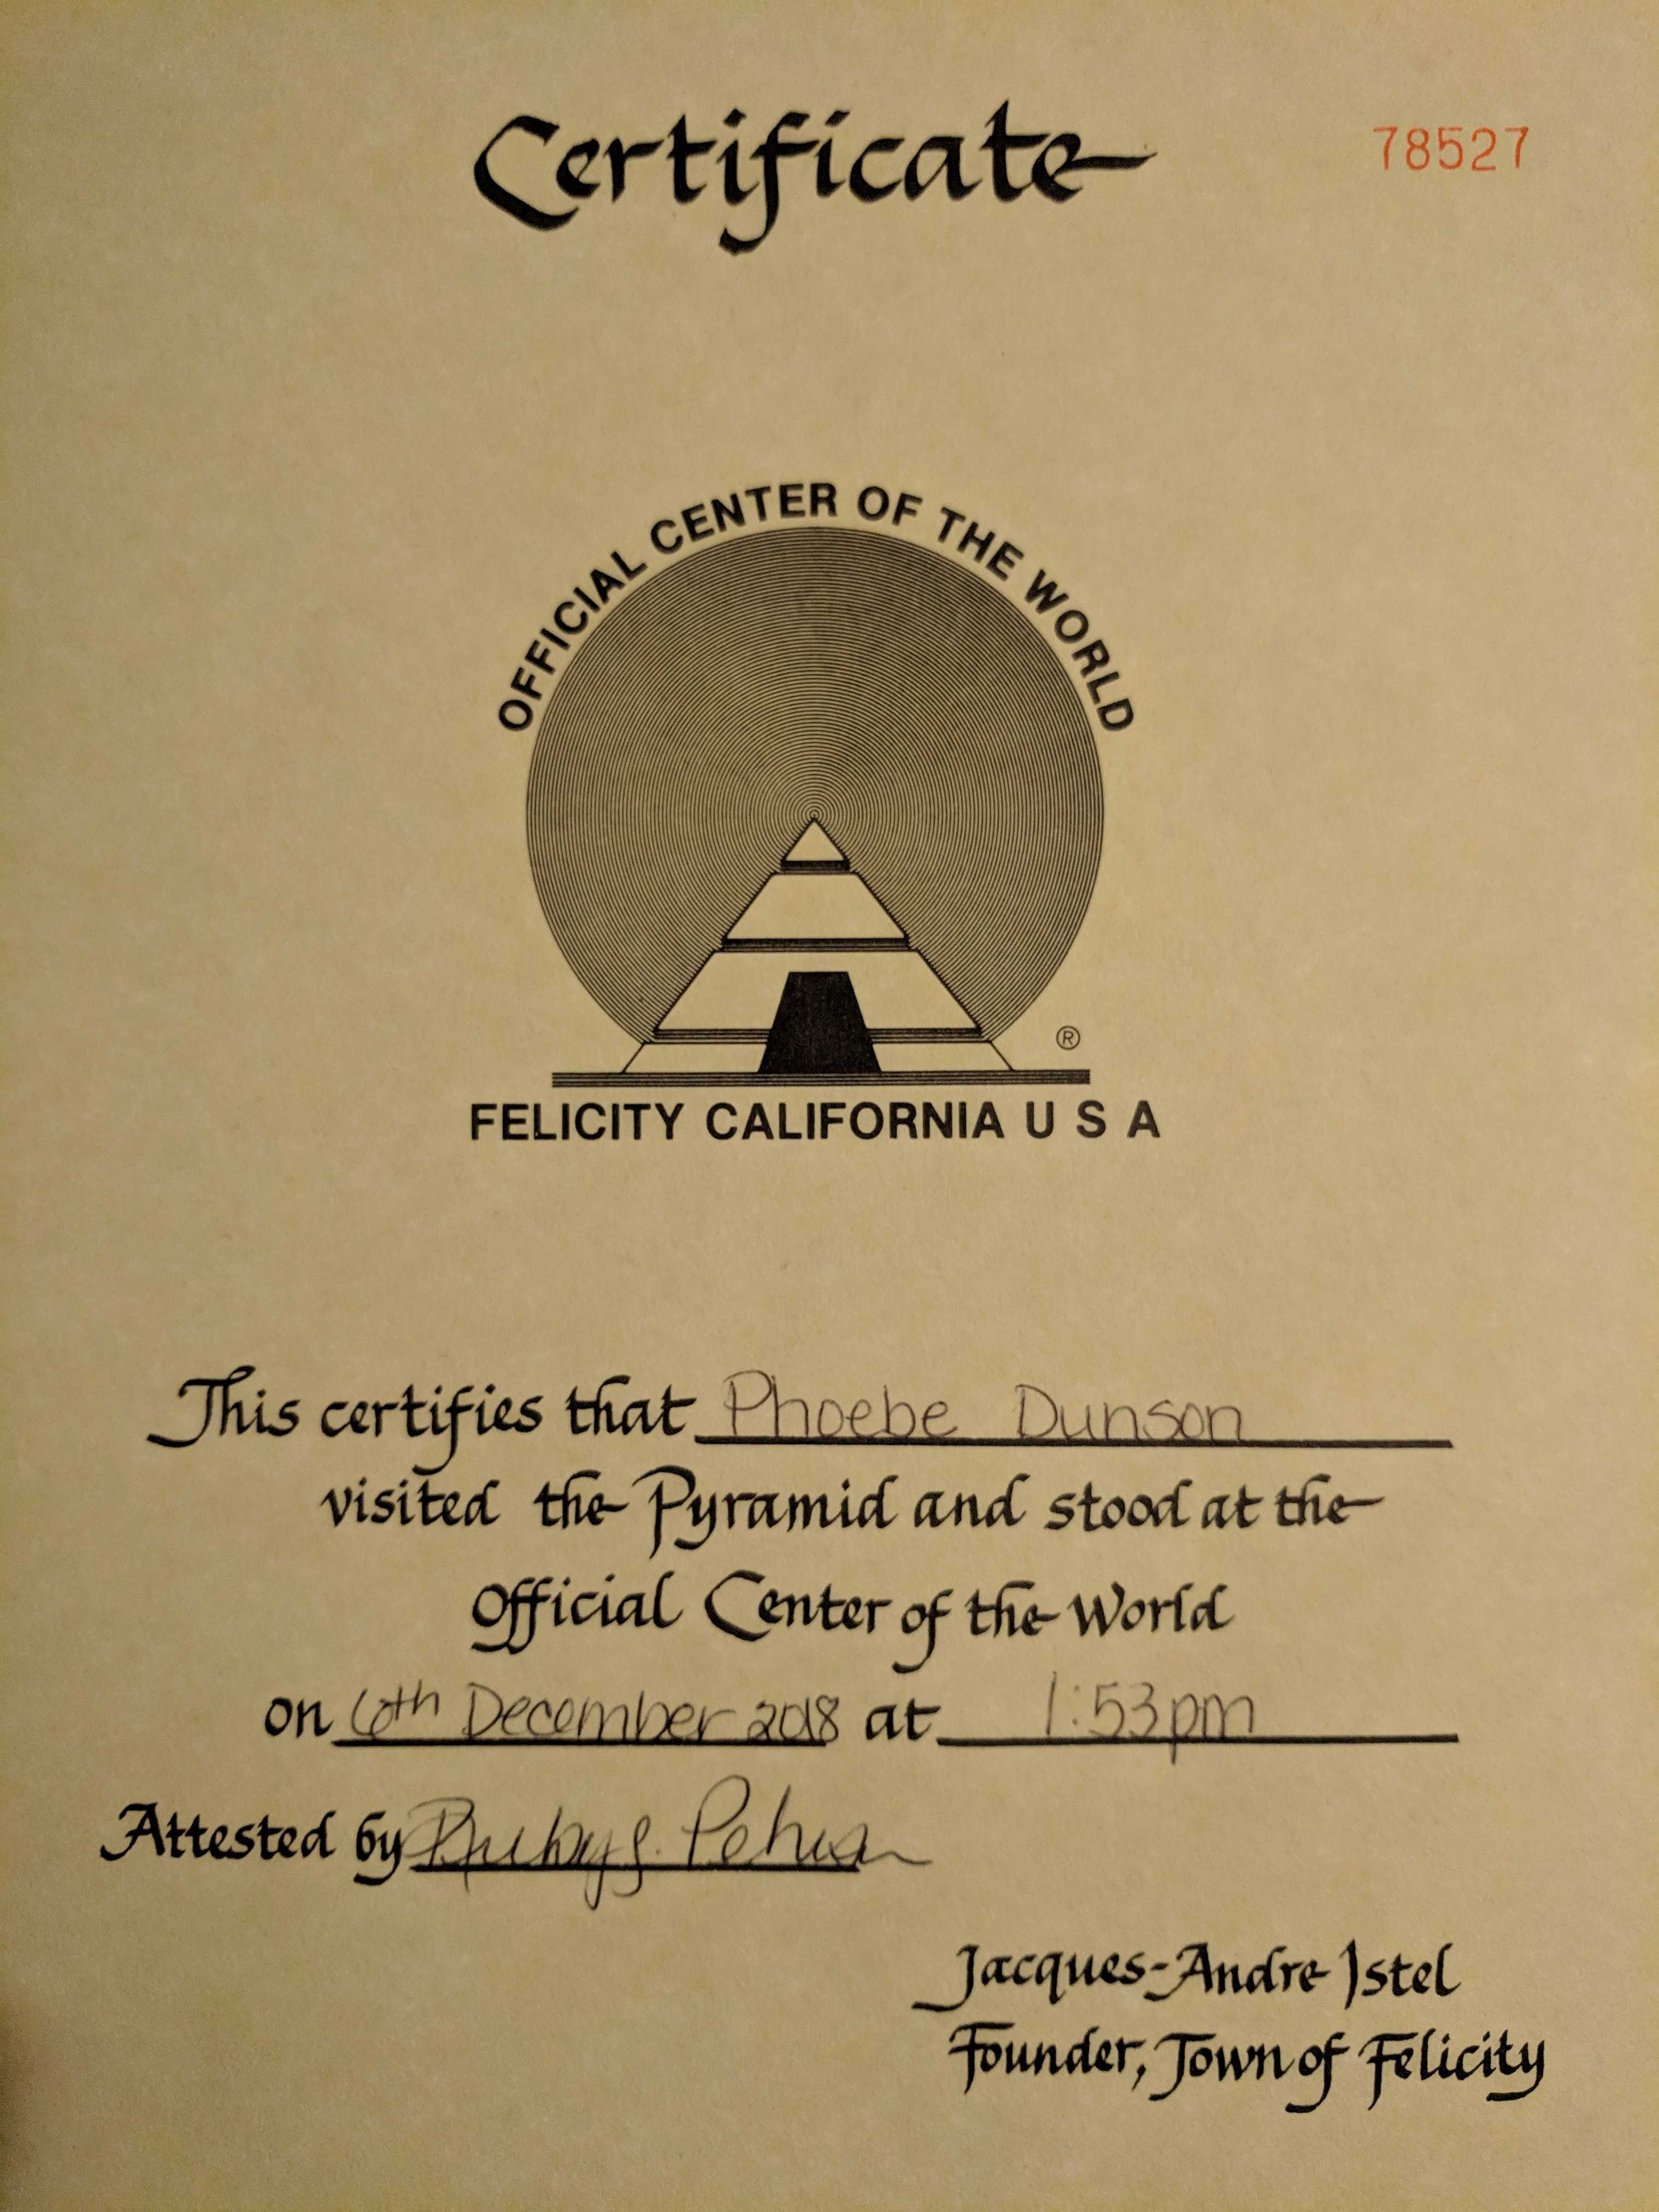 Certificate
78527
OFFICIAL CENTER OF THE WORLD
®
FELICITY CALIFORNIA U S A
This certifies that Phoebe Dunson
visited the Pyramid and stood at the
Official Center of the World
on 6th December 2018 at 1:53pm
Attested by
Jacques-Andre Istel
Founder, Town of Felicity